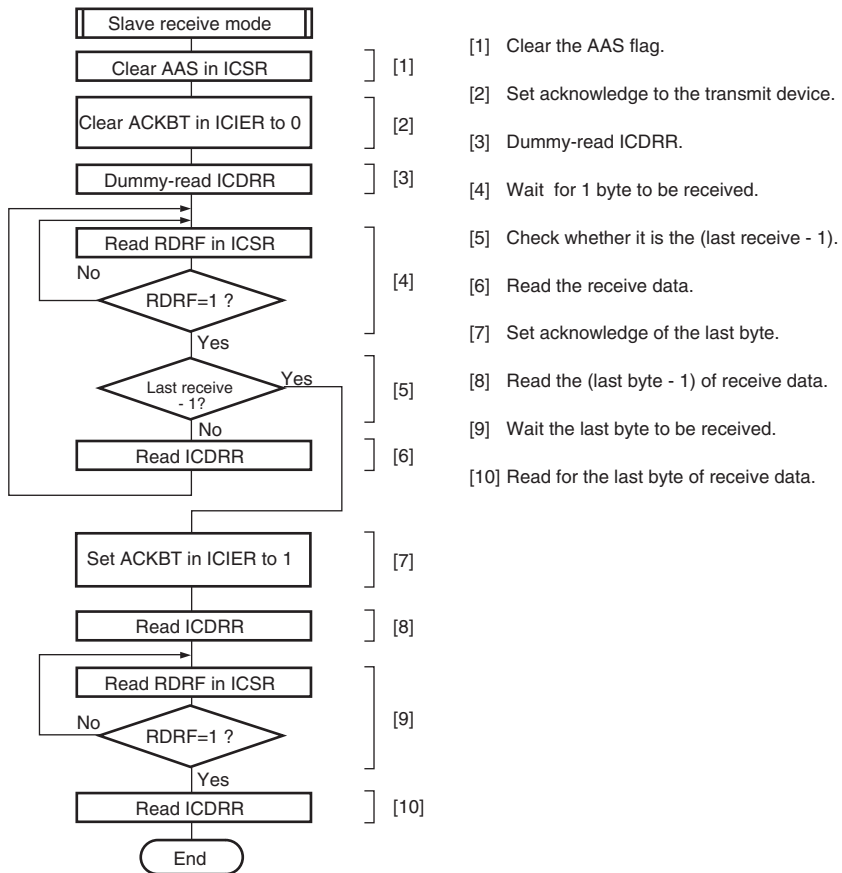 Slave receive mode
Clear AAS in ICSR
[1]
Clear ACKBT in ICIER to 0
[2]
Dummy-read ICDRR
[3]
Read RDRF in ICSR
No
RDRF=1 ?
[4]
Yes
Last receive
- 1?
Yes
[5]
No
Read ICDRR
[6]
Set ACKBT in ICIER to 1
[7]
Read ICDRR
[8]
Read RDRF in ICSR
No
RDRF=1 ?
[9]
Yes
Read ICDRR
[10]
End
[1] Clear the AAS flag.
[2] Set acknowledge to the transmit device.
[3] Dummy-read ICDRR.
[4] Wait for 1 byte to be received.
[5] Check whether it is the (last receive - 1).
[6] Read the receive data.
[7] Set acknowledge of the last byte.
[8] Read the (last byte - 1) of receive data.
[9] Wait the last byte to be received.
[10] Read for the last byte of receive data.